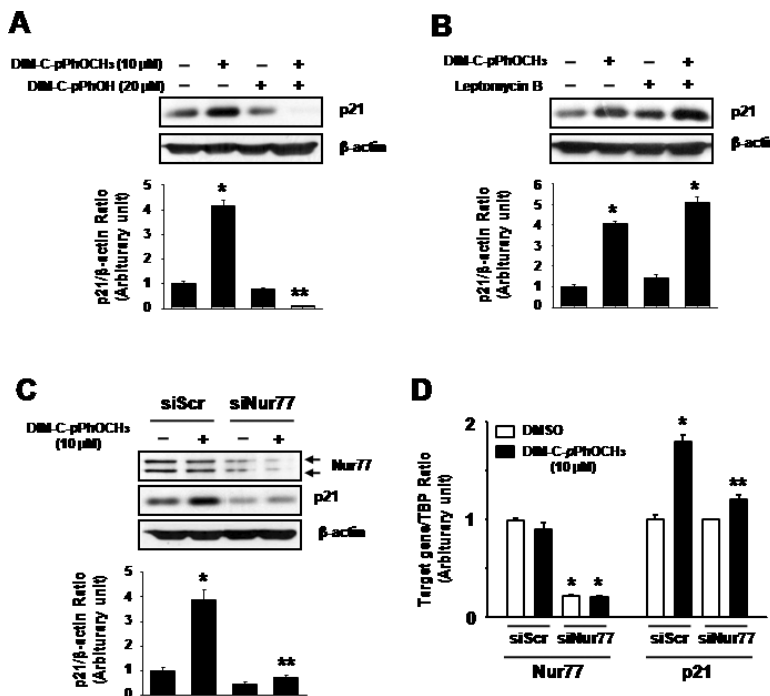 A
DIM-C-pPhOCH₃ (10 μM) – + – +
DIM-C-pPhOH (20 μM) – – + +
p21
β-actin
p21/β-actin Ratio
(Arbiturary unit)
5
4
3
2
1
0
*
**
B
DIM-C-pPhOCH₃ – + – +
Leptomycin B – – + +
p21
β-actin
p21/β-actin Ratio
(Arbiturary unit)
6
5
4
3
2
1
0
*
*
C
siScr siNur77
DIM-C-pPhOCH₃
(10 μM)
– + – +
Nur77
p21
β-actin
p21/β-actin Ratio
(Arbiturary unit)
5
4
3
2
1
0
*
**
D
Target gene/TBP Ratio
(Arbiturary unit)
2
1
0
DMSO
DIM-C-pPhOCH₃
(10 μM)
* * * **
siScr siNur77 siScr siNur77
Nur77 p21